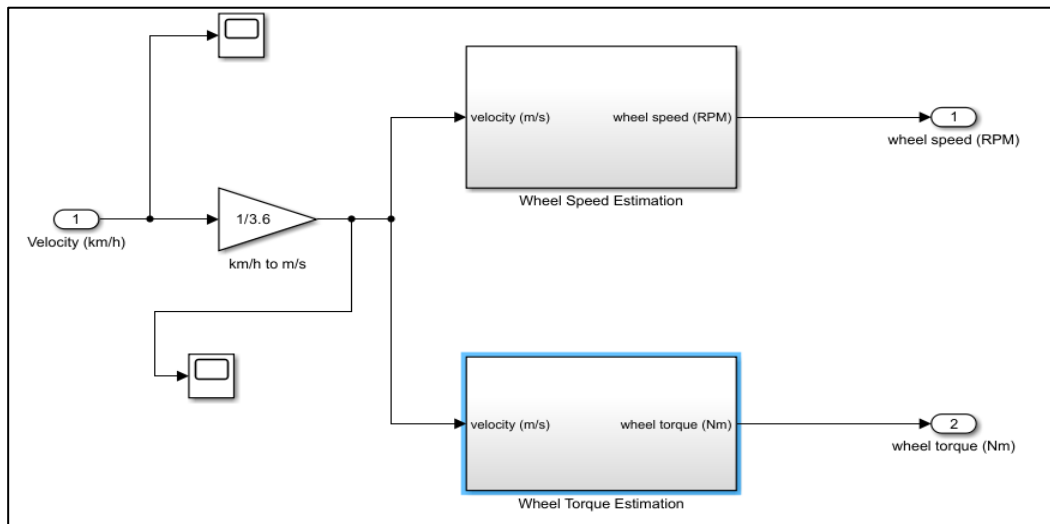 velocity (m/s)
wheel speed (RPM)
1
wheel speed (RPM)
Wheel Speed Estimation
1
Velocity (km/h)
1/3.6
km/h to m/s
velocity (m/s)
wheel torque (Nm)
2
wheel torque (Nm)
Wheel Torque Estimation